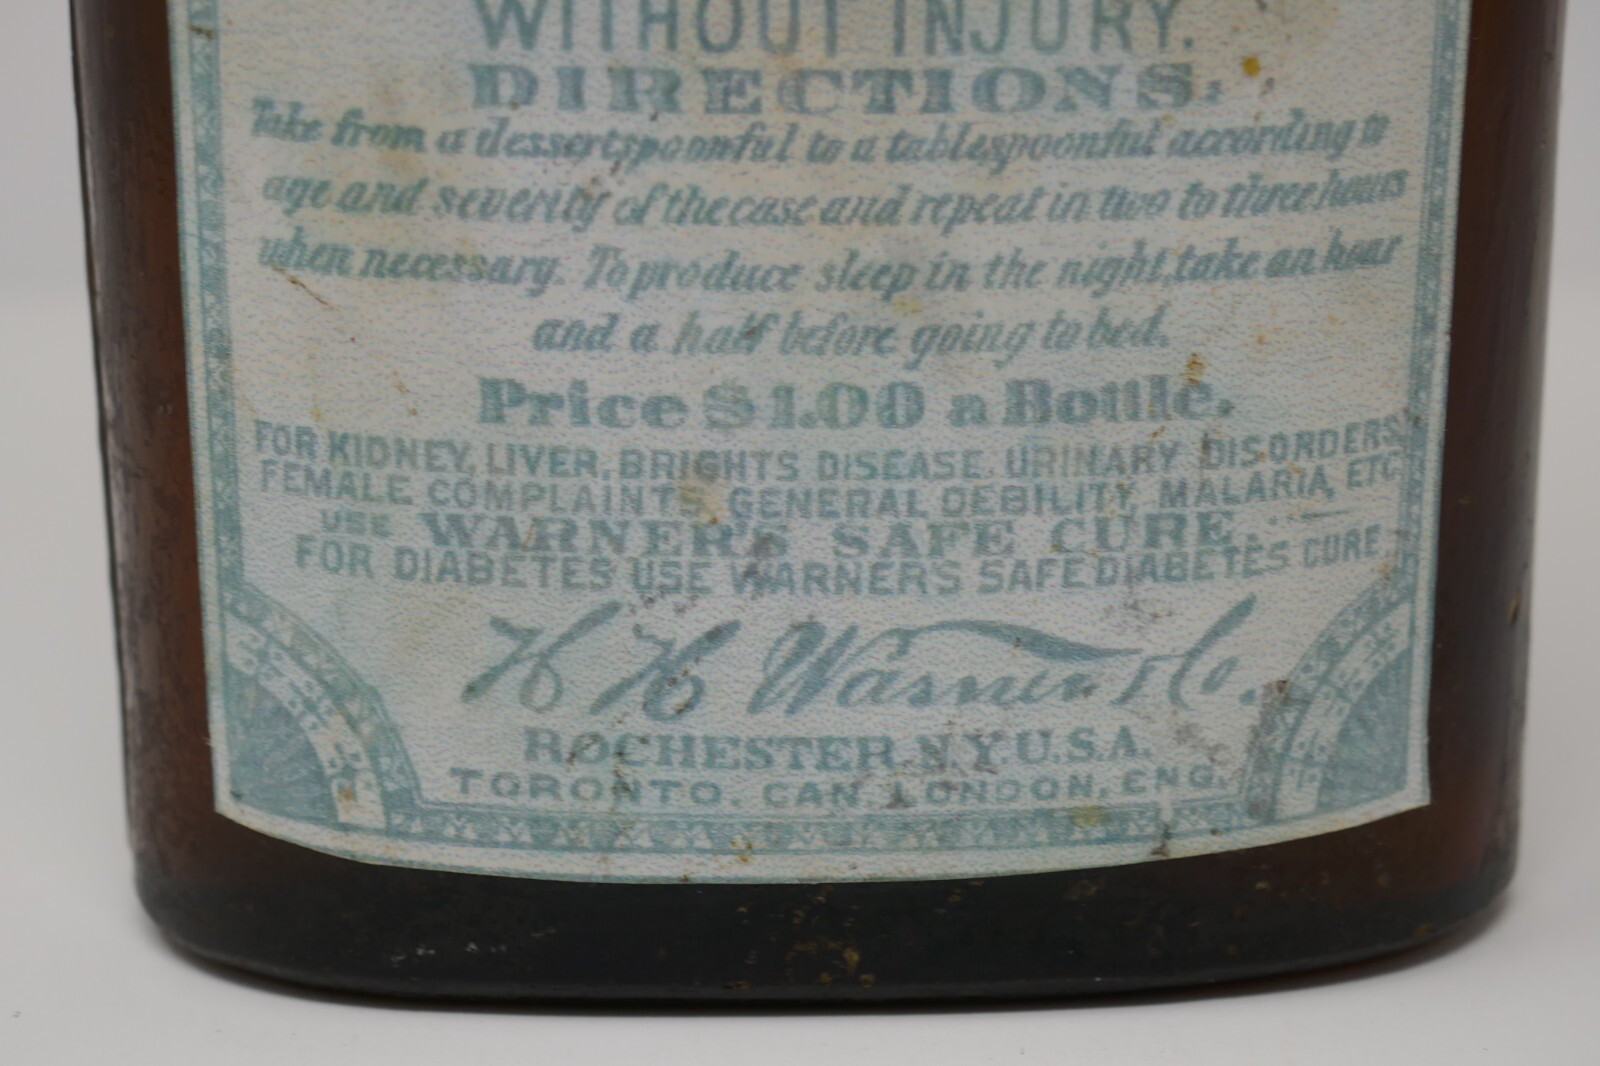 WITHOUT INJURY.
DIRECTIONS:
Take from a dessertspoonful to a tablespoonful according to
age and severity of the case and repeat in two to three hours
when necessary. To produce sleep in the night, take an hour
and a half before going to bed.
Price $1.00 a Bottle.
FOR KIDNEY, LIVER, BRIGHTS DISEASE, URINARY DISORDERS,
FEMALE COMPLAINTS, GENERAL DEBILITY, MALARIA, ETC.
USE WARNER'S SAFE CURE.
FOR DIABETES USE WARNER'S SAFE DIABETES CURE.
H H Warner & Co.
ROCHESTER N.Y. U.S.A.
TORONTO, CAN. LONDON, ENG.